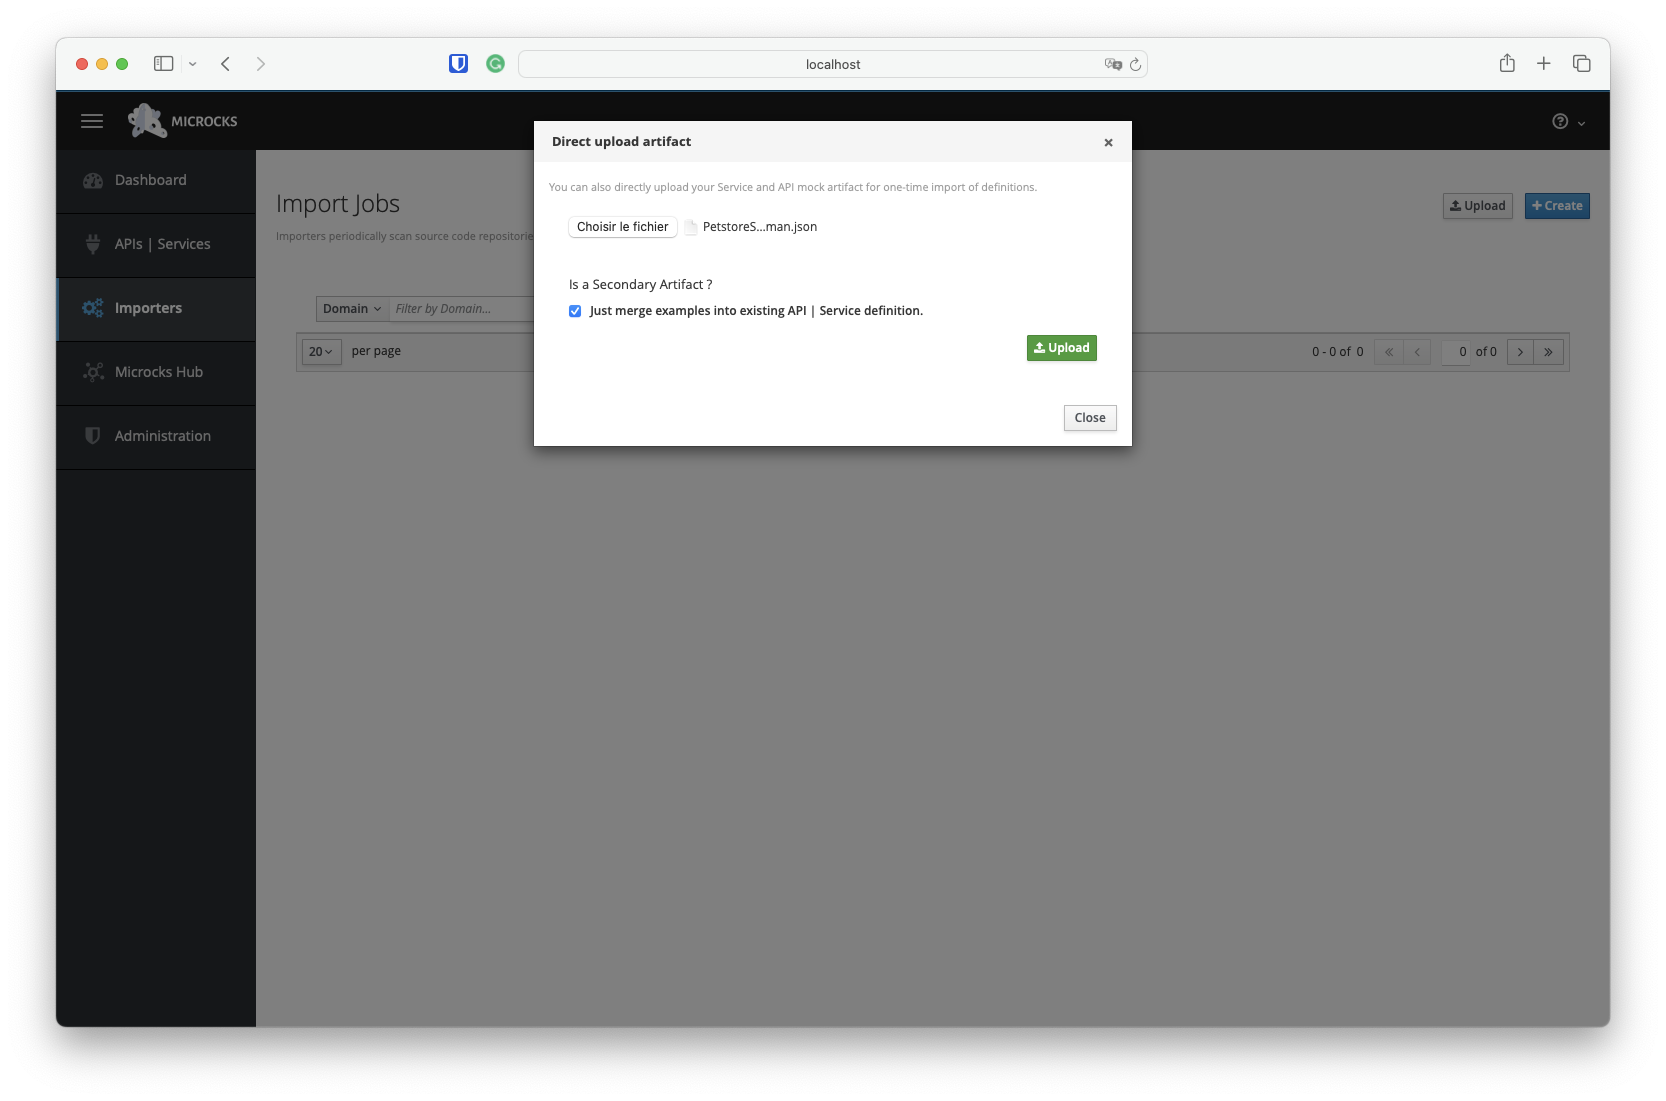 localhost
MICROCKS
Dashboard
APIs | Services
Importers
Microcks Hub
Administration
Import Jobs
Upload
Create
Importers periodically scan source code repositorie
Domain
Filter by Domain...
20
per page
0 - 0 of 0
0 of 0
Direct upload artifact
You can also directly upload your Service and API mock artifact for one-time import of definitions.
Choisir le fichier
PetstoreS...man.json
Is a Secondary Artifact ?
Just merge examples into existing API | Service definition.
Upload
Close